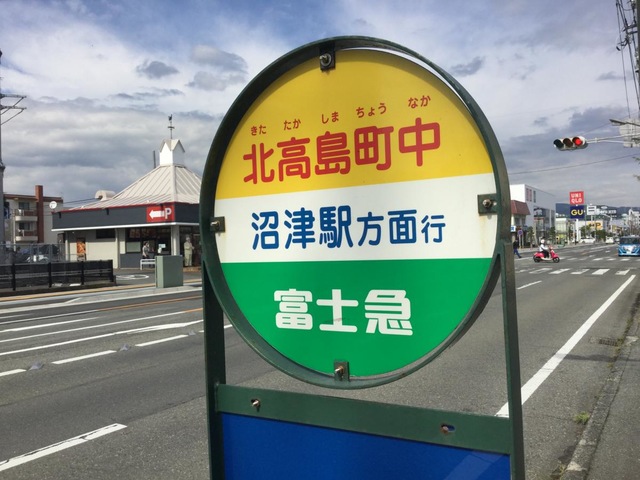 きた たか しま ちょう なか
北高島町中
沼津駅方面行
富士急
P
GU